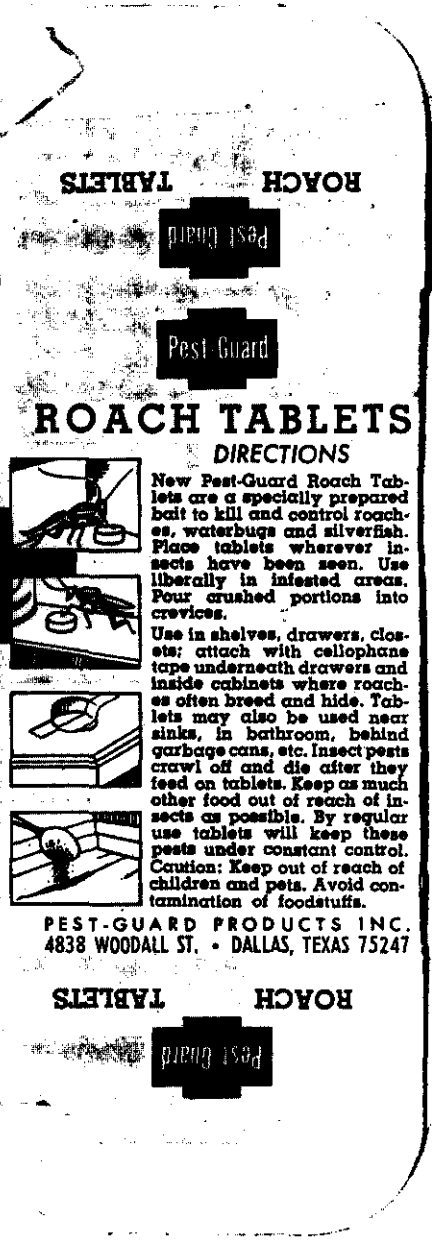 ROACH TABLETS
Pest Guard
Pest-Guard
ROACH TABLETS
DIRECTIONS
New Pest-Guard Roach Tab-
lets are a specially prepared
bait to kill and control roach-
es, waterbugs and silverfish.
Place tablets wherever in-
sects have been seen. Use
liberally in infested areas.
Pour crushed portions into
crevices.
Use in shelves, drawers, clos-
ets; attach with cellophane
tape underneath drawers and
inside cabinets where roach-
es often breed and hide. Tab-
lets may also be used near
sinks, in bathroom, behind
garbage cans, etc. Insect pests
crawl off and die after they
feed on tablets. Keep as much
other food out of reach of in-
sects as possible. By regular
use tablets will keep these
pests under constant control.
Caution: Keep out of reach of
children and pets. Avoid con-
tamination of foodstuffs.
PEST-GUARD PRODUCTS INC.
4838 WOODALL ST. • DALLAS, TEXAS 75247
ROACH TABLETS
Pest Guard